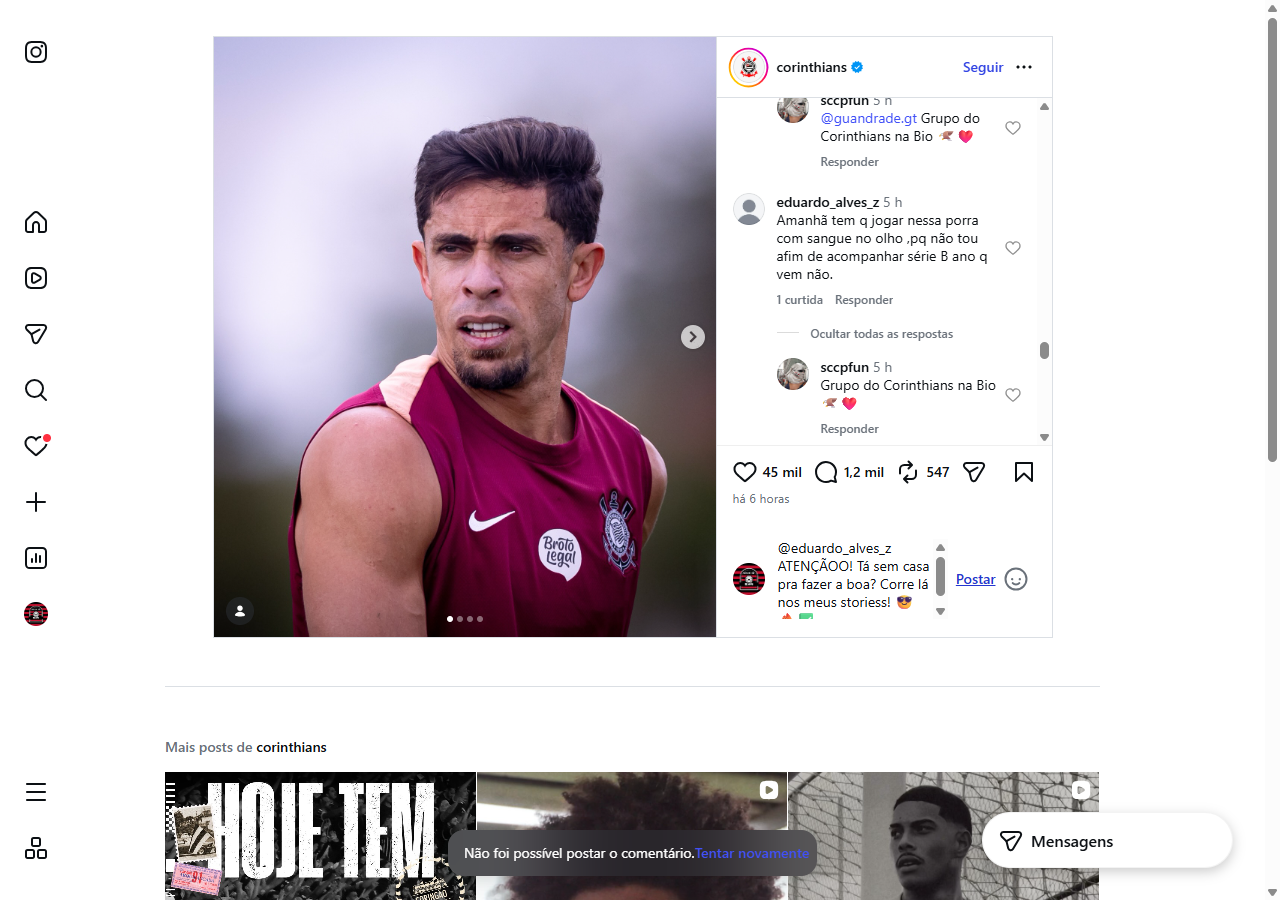 corinthians
Seguir
sccpfun 5 h
@guandrade.gt Grupo do
Corinthians na Bio 🦅 ❤️
Responder
eduardo_alves_z 5 h
Amanhã tem q jogar nessa porra
com sangue no olho ,pq não tou
afim de acompanhar série B ano q
vem não.
1 curtida Responder
Ocultar todas as respostas
sccpfun 5 h
Grupo do Corinthians na Bio
🦅 ❤️
Responder
Broto
Legal
45 mil 1,2 mil 547
há 6 horas
@eduardo_alves_z
ATENÇÃOO! Tá sem casa
pra fazer a boa? Corre lá
nos meus storiess! 😎
Postar
Mais posts de corinthians
HOJE TEM
91
Não foi possível postar o comentário.Tentar novamente
Mensagens